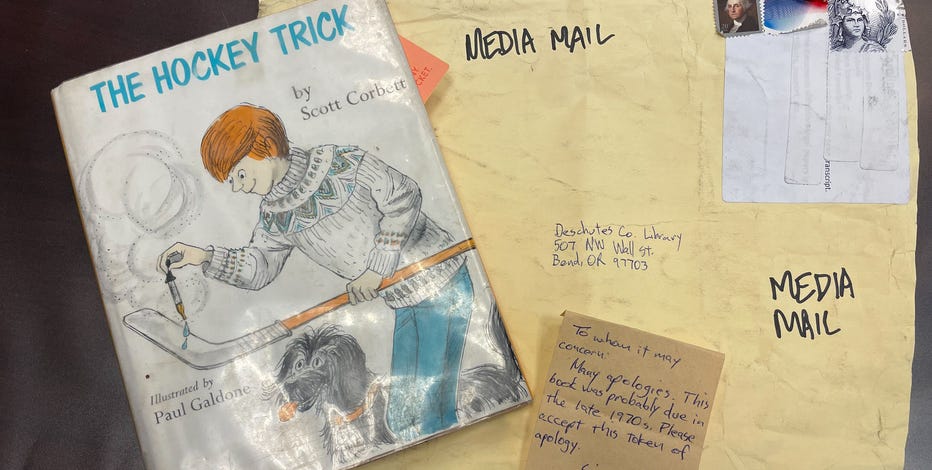 THE HOCKEY TRICK
by
Scott Corbett
Illustrated by
Paul Galdone
MEDIA MAIL
Deschutes Co. Library
507 NW Wall St.
Bend, OR 97703
MEDIA
MAIL
To whom it may
concern:
Many apologies. This
book was probably due in
the late 1970s. Please
accept this token of
apology.
CKET.
transcript.